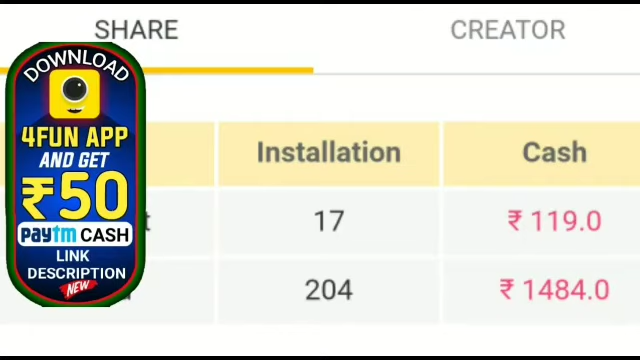 SHARE CREATOR
DOWNLOAD
4FUN APP
AND GET
₹50
paytm CASH
LINK
DESCRIPTION
NEW
Installation Cash
17 ₹ 119.0
204 ₹ 1484.0